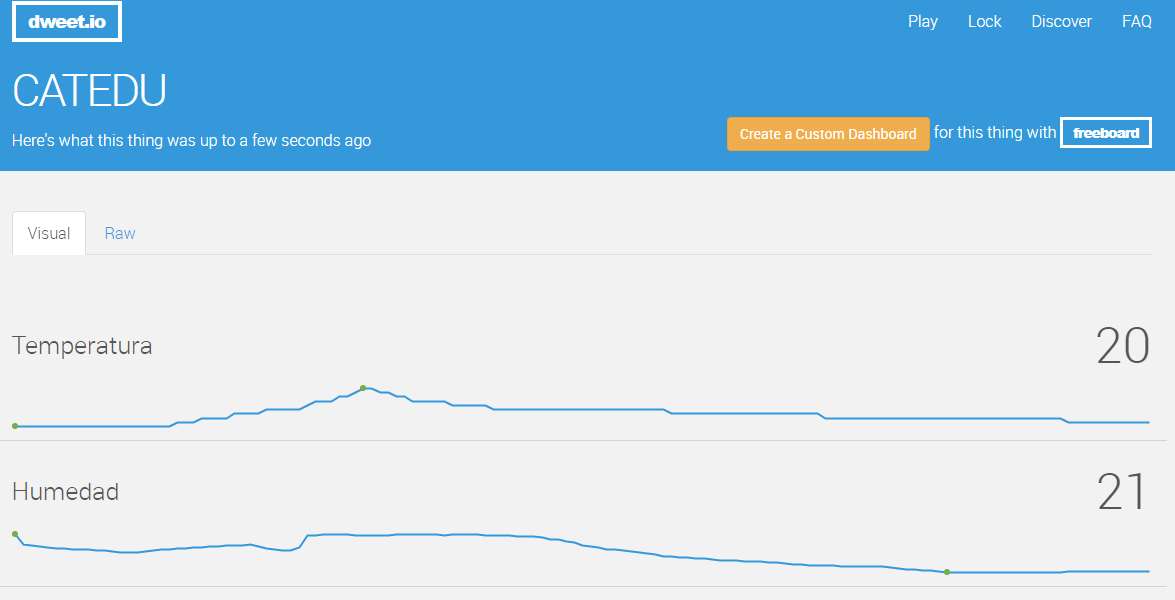 dweet.io
Play Lock Discover FAQ
CATEDU
Here's what this thing was up to a few seconds ago
Create a Custom Dashboard for this thing with freeboard
Visual Raw
Temperatura 20
Humedad 21